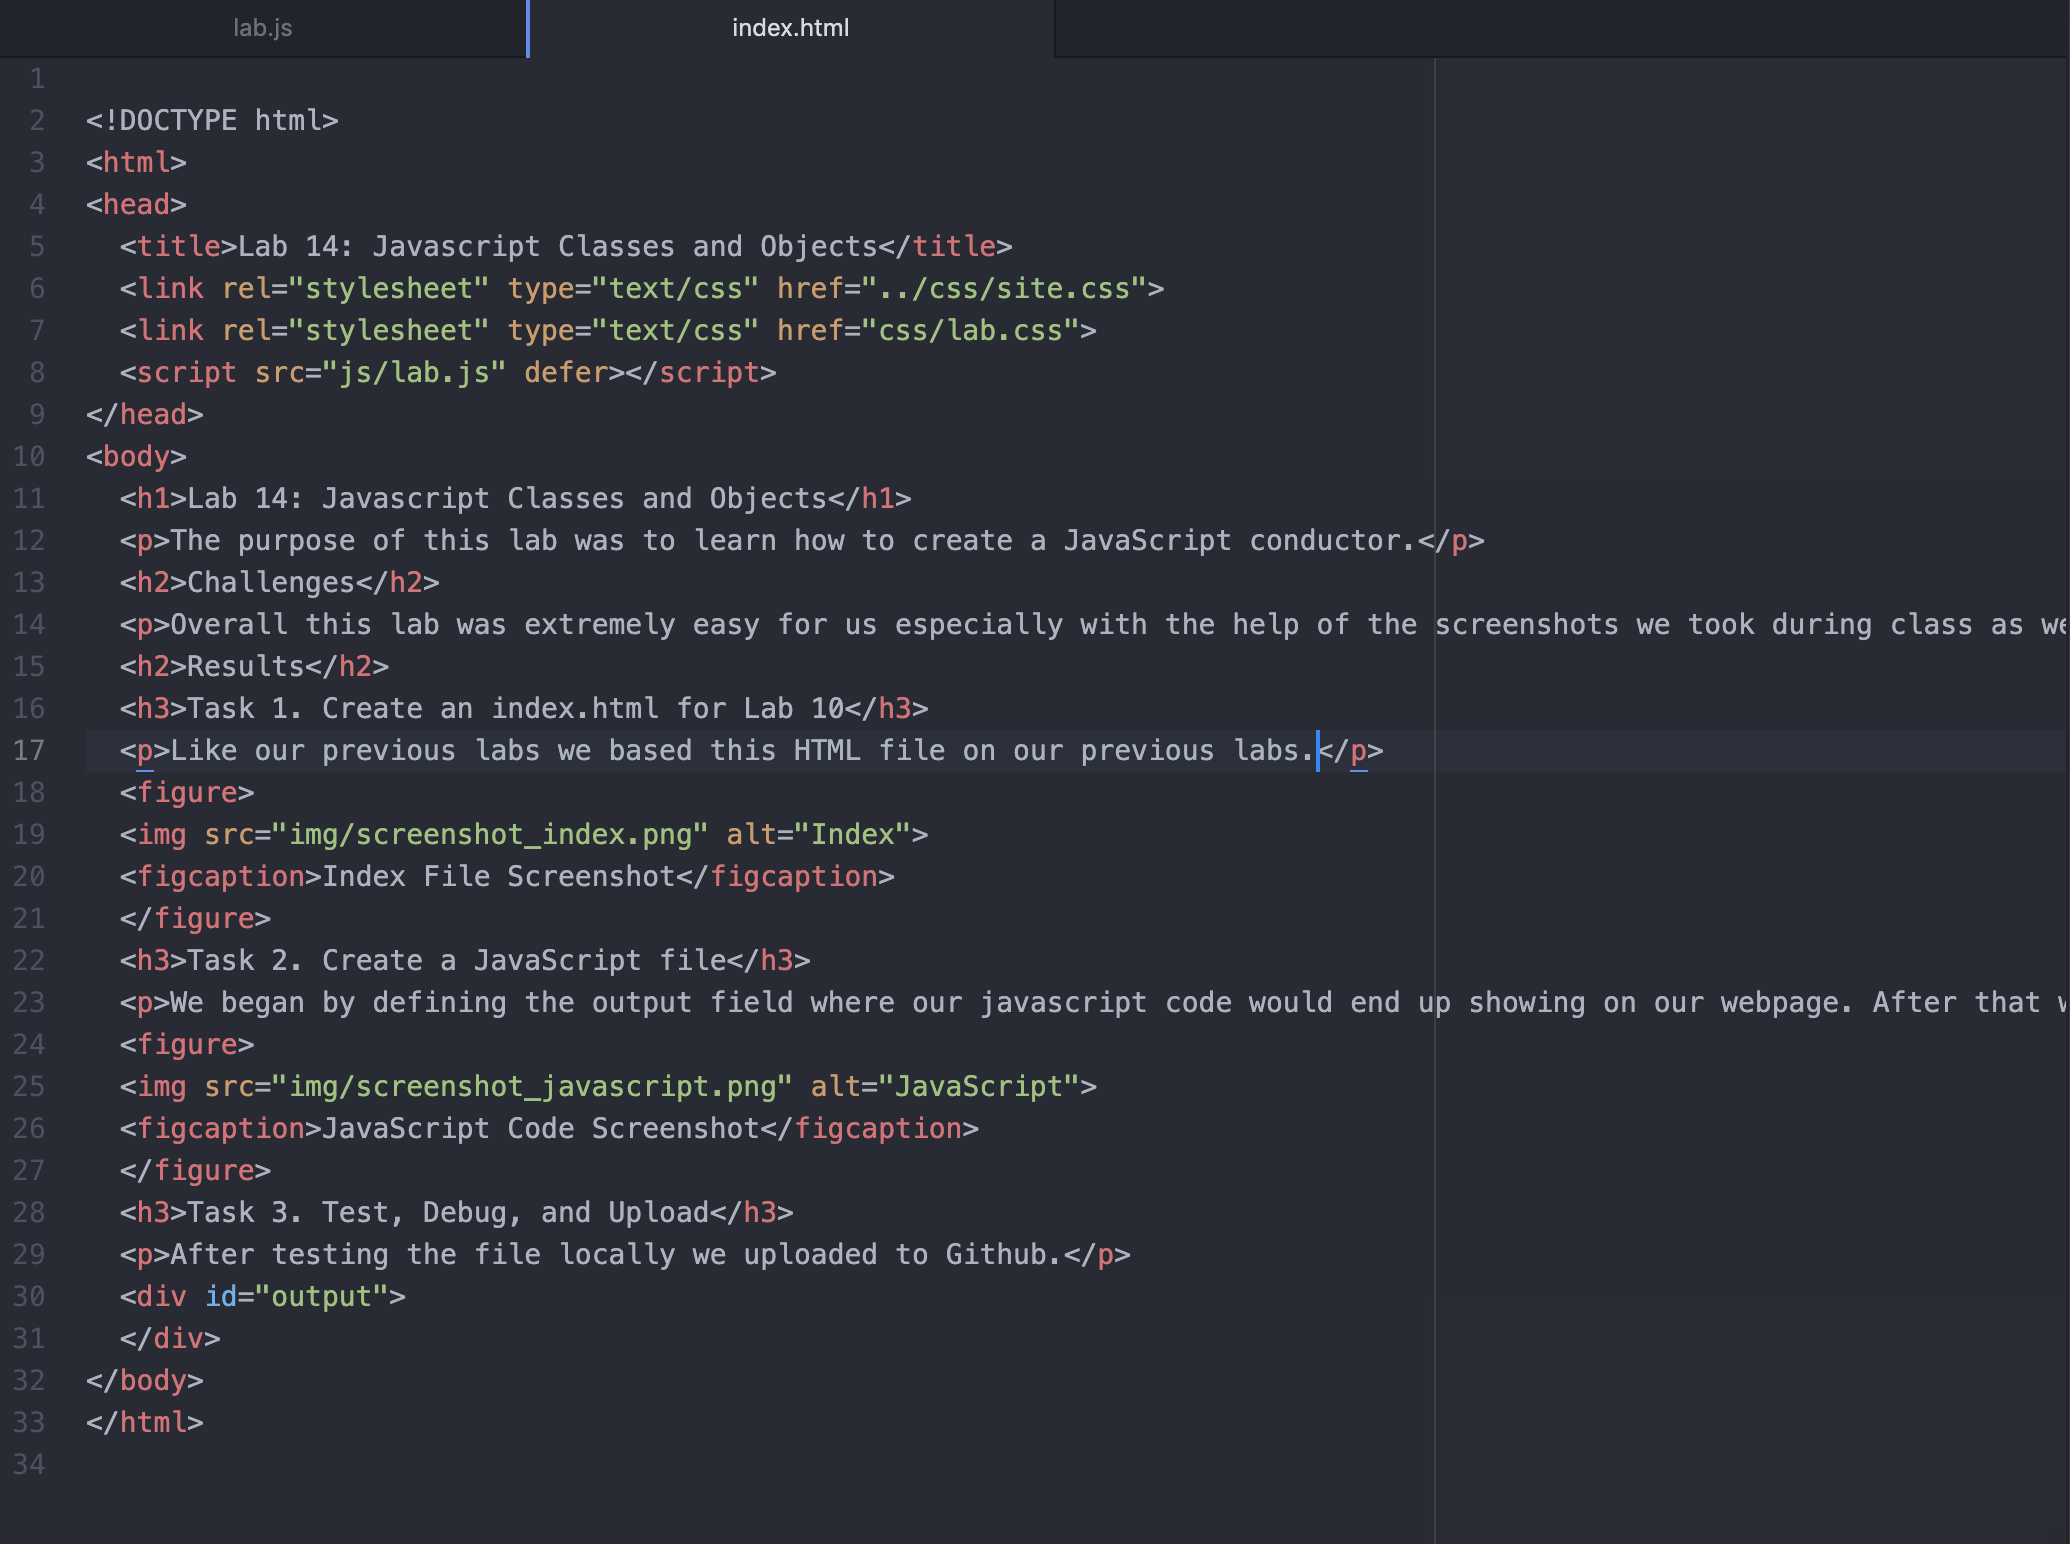 lab.js
index.html
1
2 <!DOCTYPE html>
3 <html>
4 <head>
5 <title>Lab 14: Javascript Classes and Objects</title>
6 <link rel="stylesheet" type="text/css" href="../css/site.css">
7 <link rel="stylesheet" type="text/css" href="css/lab.css">
8 <script src="js/lab.js" defer></script>
9 </head>
10 <body>
11 <h1>Lab 14: Javascript Classes and Objects</h1>
12 <p>The purpose of this lab was to learn how to create a JavaScript conductor.</p>
13 <h2>Challenges</h2>
14 <p>Overall this lab was extremely easy for us especially with the help of the screenshots we took during class as
15 <h2>Results</h2>
16 <h3>Task 1. Create an index.html for Lab 10</h3>
17 <p>Like our previous labs we based this HTML file on our previous labs.</p>
18 <figure>
19 <img src="img/screenshot_index.png" alt="Index">
20 <figcaption>Index File Screenshot</figcaption>
21 </figure>
22 <h3>Task 2. Create a JavaScript file</h3>
23 <p>We began by defining the output field where our javascript code would end up showing on our webpage. After that
24 <figure>
25 <img src="img/screenshot_javascript.png" alt="JavaScript">
26 <figcaption>JavaScript Code Screenshot</figcaption>
27 </figure>
28 <h3>Task 3. Test, Debug, and Upload</h3>
29 <p>After testing the file locally we uploaded to Github.</p>
30 <div id="output">
31 </div>
32 </body>
33 </html>
34